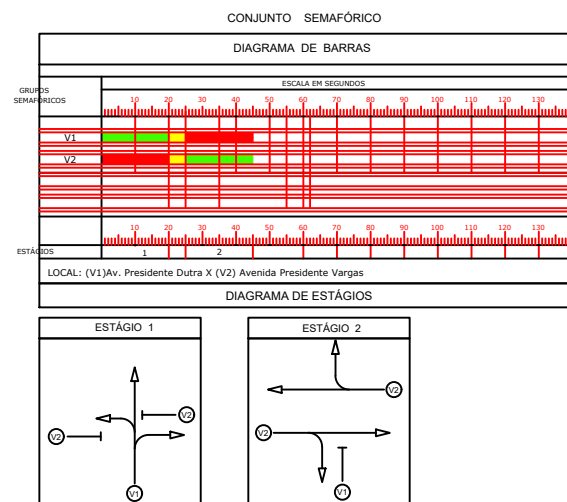 CONJUNTO SEMAFÓRICO
DIAGRAMA DE BARRAS
GRUPOS
SEMAFÓRICOS
ESCALA EM SEGUNDOS
10 20 30 40 50 60 70 80 90 100 110 120 130
V1
V2
10 20 30 40 50 60 70 80 90 100 110 120 130
ESTÁGIOS 1 2
LOCAL: (V1)Av. Presidente Dutra X (V2) Avenida Presidente Vargas
DIAGRAMA DE ESTÁGIOS
ESTÁGIO 1
V2
V2
V1
ESTÁGIO 2
V2
V2
V1